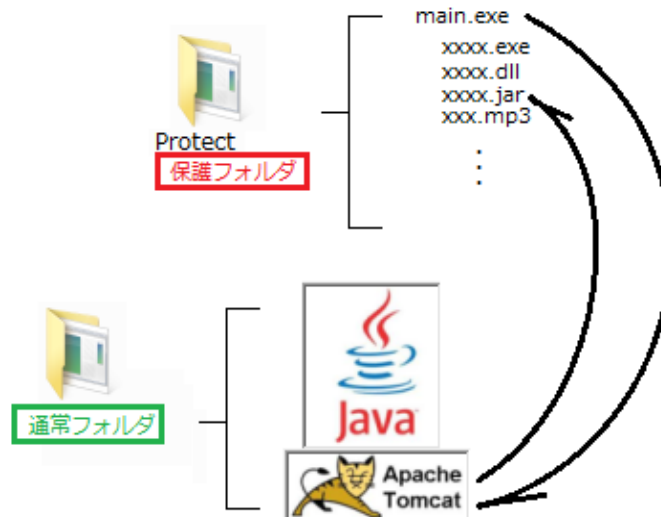 main.exe
xxxx.exe
xxxx.dll
xxxx.jar
xxx.mp3
Protect
保護フォルダ
通常フォルダ
Java
Apache
Tomcat